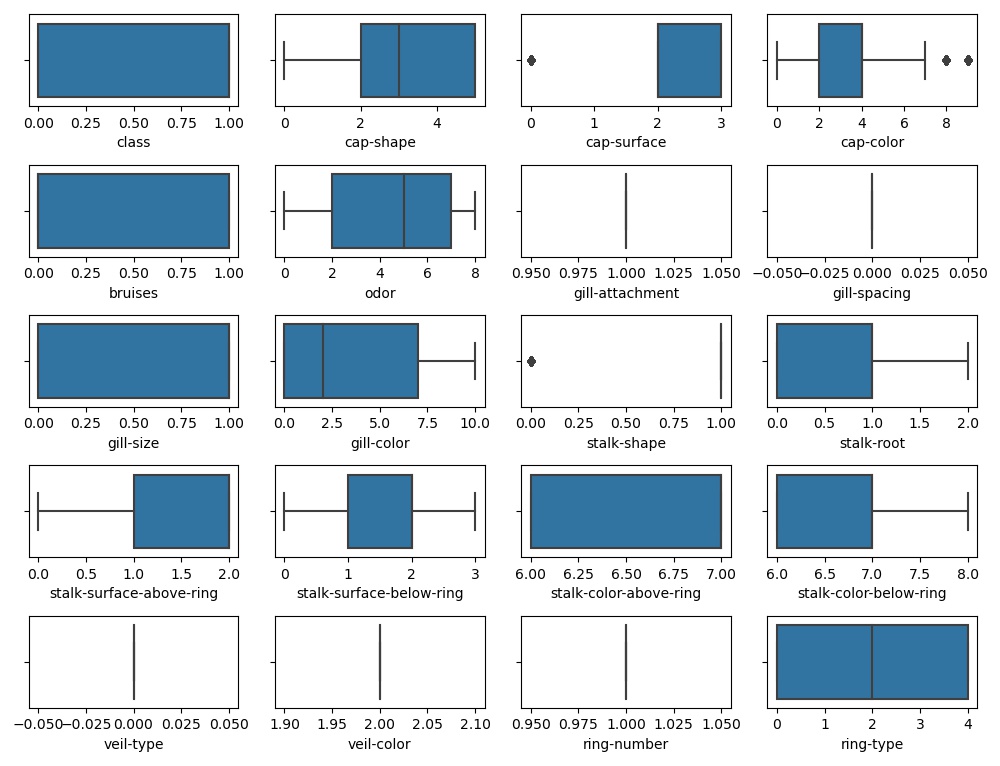 0.00 0.25 0.50 0.75 1.00
class
0 2 4
cap-shape
0 1 2 3
cap-surface
0 2 4 6 8
cap-color
0.00 0.25 0.50 0.75 1.00
bruises
0 2 4 6 8
odor
0.950 0.975 1.000 1.025 1.050
gill-attachment
−0.050 −0.025 0.000 0.025 0.050
gill-spacing
0.00 0.25 0.50 0.75 1.00
gill-size
0.0 2.5 5.0 7.5 10.0
gill-color
0.00 0.25 0.50 0.75 1.00
stalk-shape
0.0 0.5 1.0 1.5 2.0
stalk-root
0.0 0.5 1.0 1.5 2.0
stalk-surface-above-ring
0 1 2 3
stalk-surface-below-ring
6.00 6.25 6.50 6.75 7.00
stalk-color-above-ring
6.0 6.5 7.0 7.5 8.0
stalk-color-below-ring
−0.050 −0.025 0.000 0.025 0.050
veil-type
1.90 1.95 2.00 2.05 2.10
veil-color
0.950 0.975 1.000 1.025 1.050
ring-number
0 1 2 3 4
ring-type